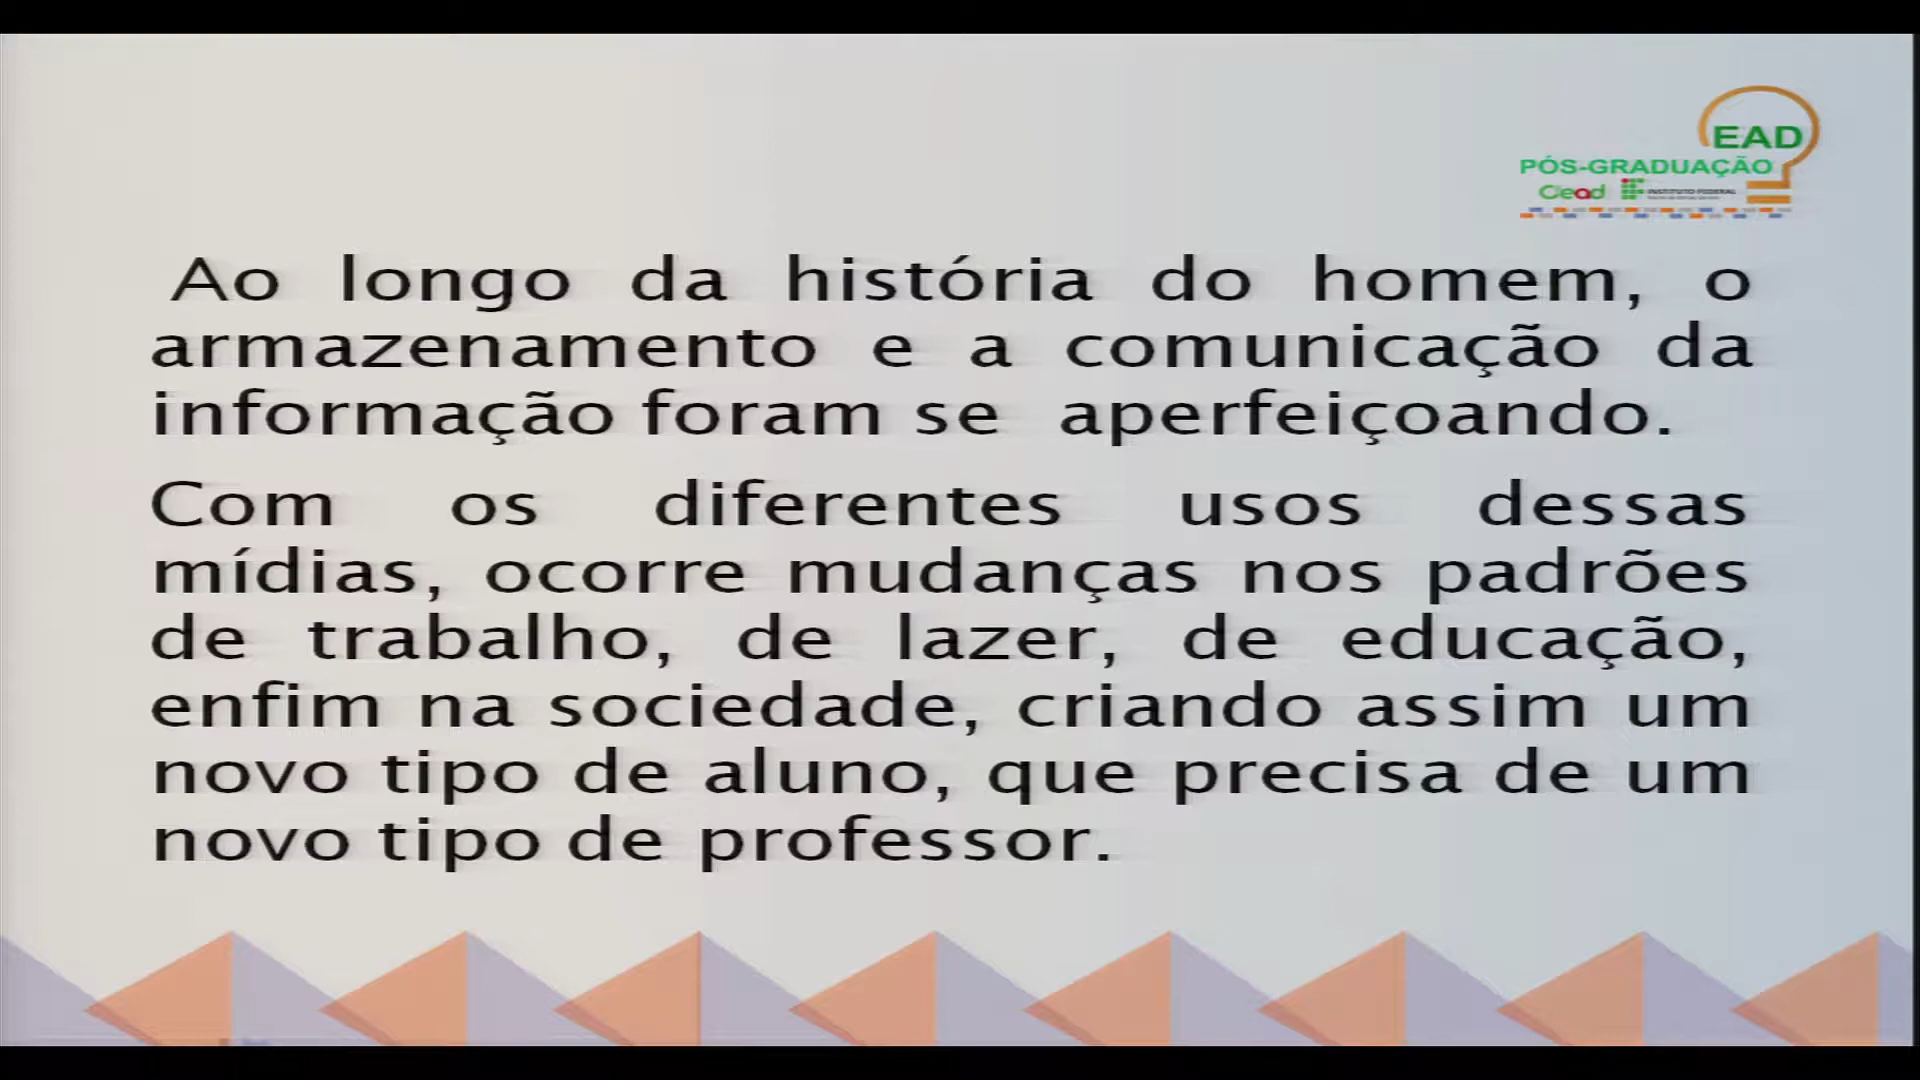 EAD
PÓS-GRADUAÇÃO
Cead INSTITUTO FEDERAL
Ao longo da história do homem, o
armazenamento e a comunicação da
informação foram se aperfeiçoando.
Com os diferentes usos dessas
mídias, ocorre mudanças nos padrões
de trabalho, de lazer, de educação,
enfim na sociedade, criando assim um
novo tipo de aluno, que precisa de um
novo tipo de professor.